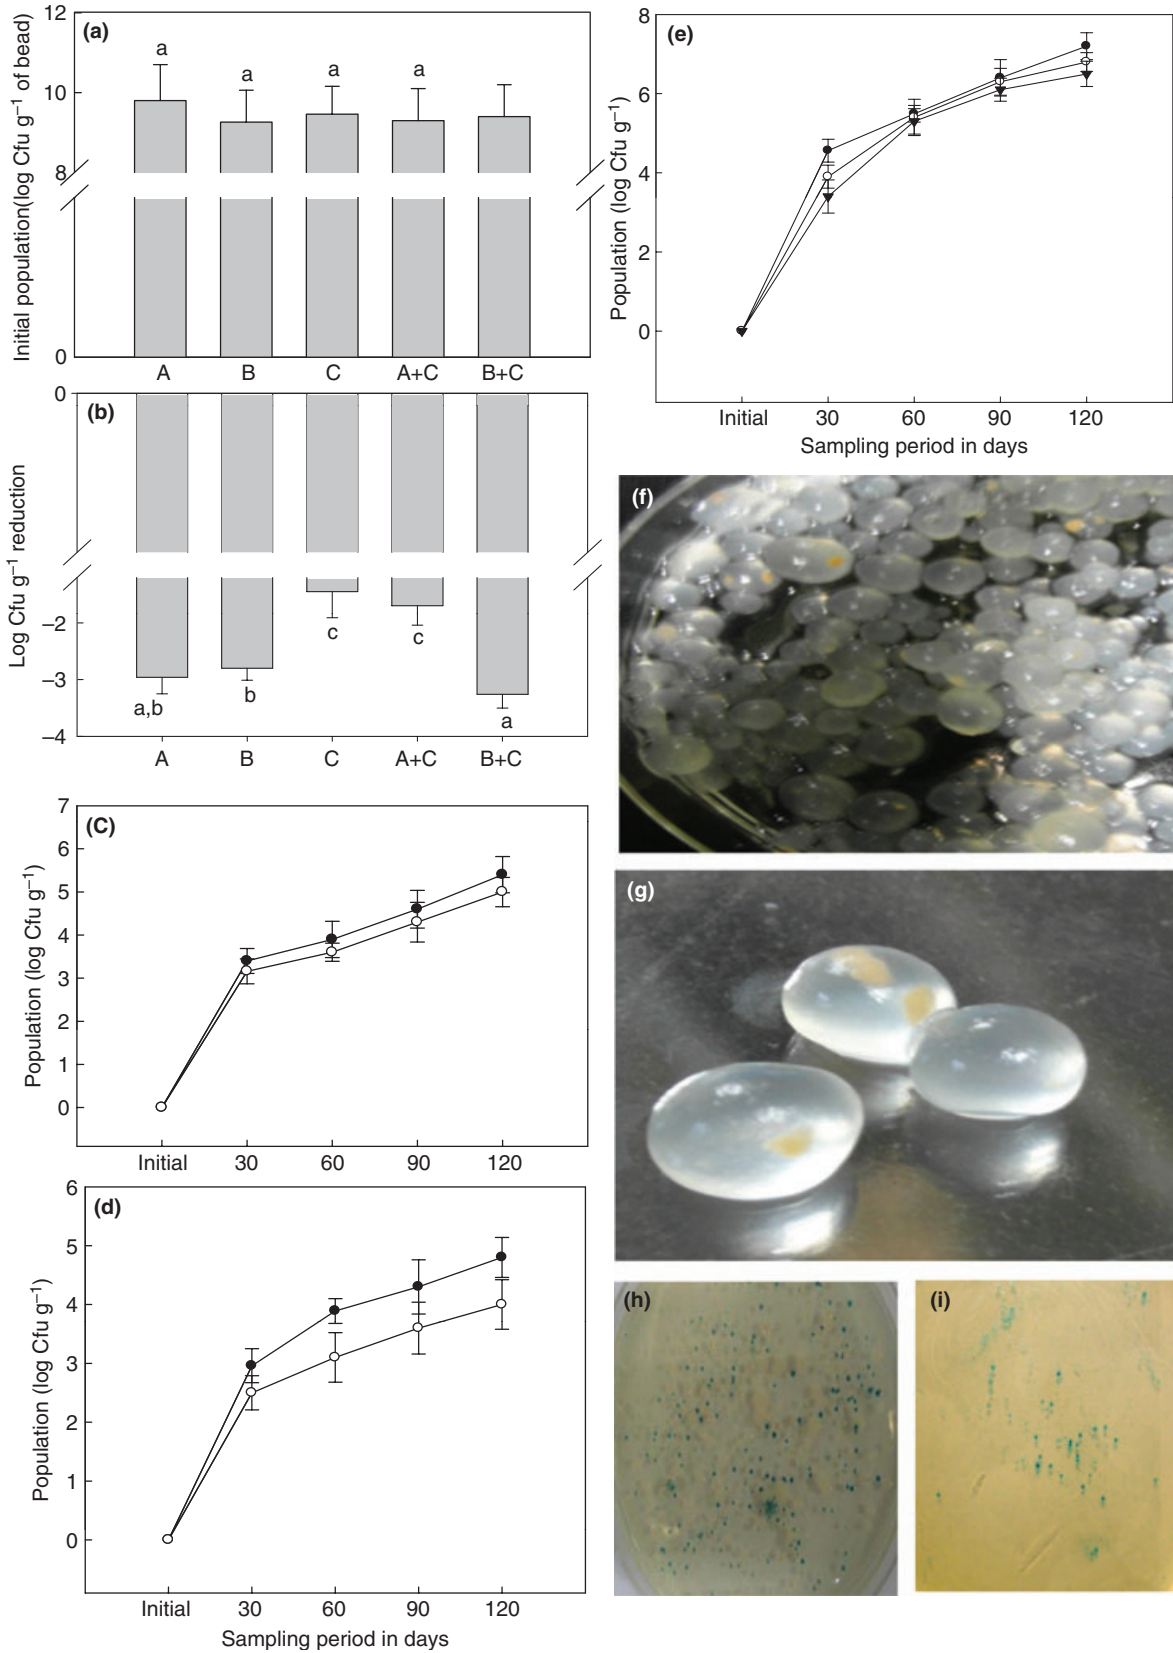 (a)
Initial population(log Cfu g⁻¹ of bead)
12
10
8
0
a
a
a
a
A
B
C
A+C
B+C
(b)
Log Cfu g⁻¹ reduction
0
−2
−3
−4
a,b
b
c
c
a
A
B
C
A+C
B+C
(C)
Population (log Cfu g⁻¹)
7
6
5
4
3
2
1
0
Initial
30
60
90
120
(d)
Population (log Cfu g⁻¹)
6
5
4
3
2
1
0
Initial
30
60
90
120
Sampling period in days
(e)
Population (log Cfu g⁻¹)
8
6
4
2
0
Initial
30
60
90
120
Sampling period in days
(f)
(g)
(h)
(i)